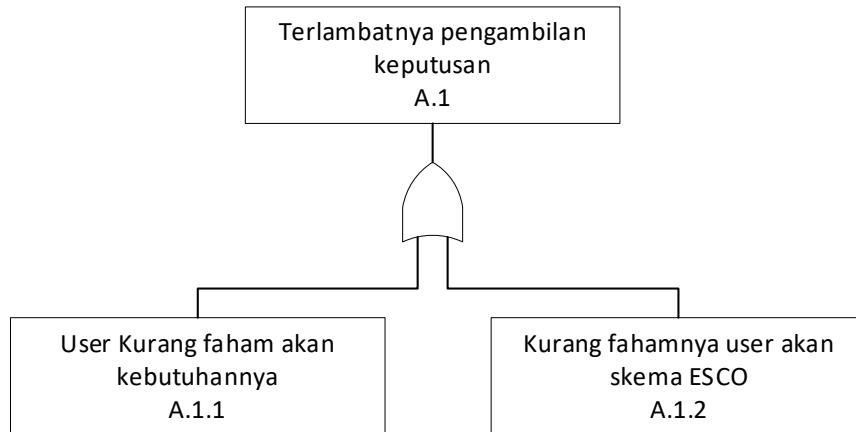 Terlambatnya pengambilan
keputusan
A.1
User Kurang faham akan
kebutuhannya
A.1.1
Kurang fahamnya user akan
skema ESCO
A.1.2